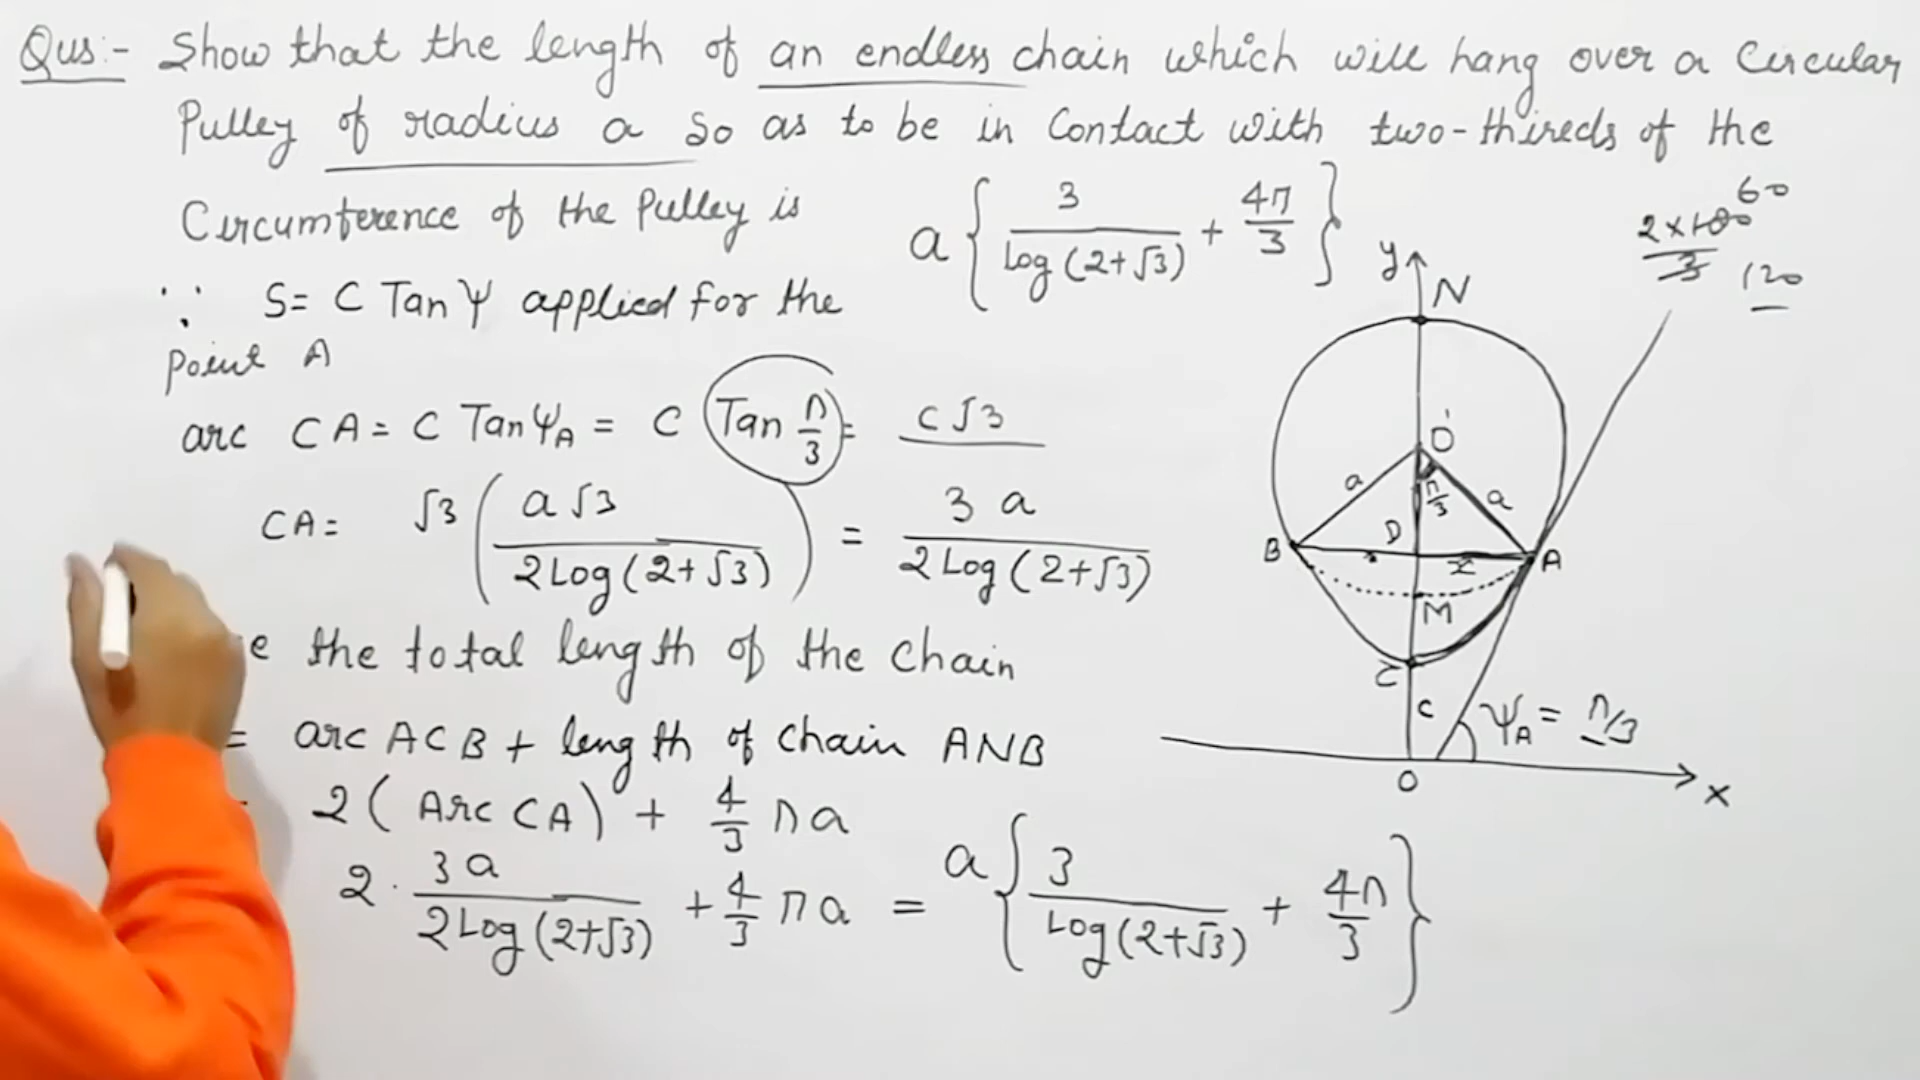 Qus:- Show that the length of an endless chain which will hang over a Circular
Pulley of radius a so as to be in Contact with two-thireds of the
Circumference of the Pulley is a { 3/log(2+√3) + 4π/3 }
∵ S= C Tan ψ applied for the
Point A
arc CA = C Tan ψA = C Tan π/3 = C√3
CA = √3 ( a√3 / 2Log(2+√3) ) = 3a / 2Log(2+√3)
e the total length of the Chain
= arc ACB + length of Chain ANB
2 ( Arc CA ) + 4/3 πa
2 · 3a / 2Log(2+√3) + 4/3 πa = a { 3/Log(2+√3) + 4π/3 }
60
2×180
3
120
y
N
O'
a
π/3
a
B
D
x
A
M
C
C
ψA = π/3
O
x